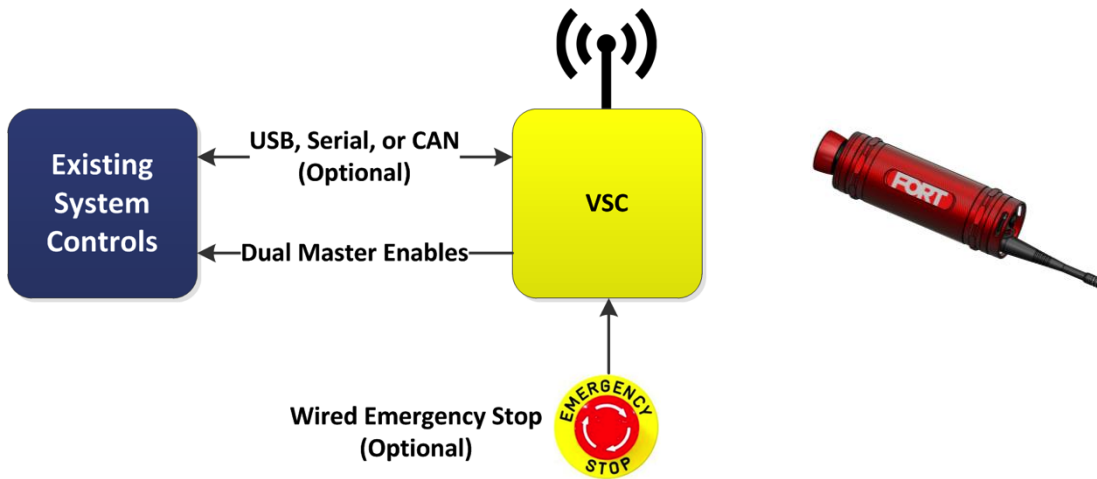 USB, Serial, or CAN
(Optional)
Existing
System
Controls
VSC
FORT
Dual Master Enables
Wired Emergency Stop
(Optional)
EMERGENCY
STOP